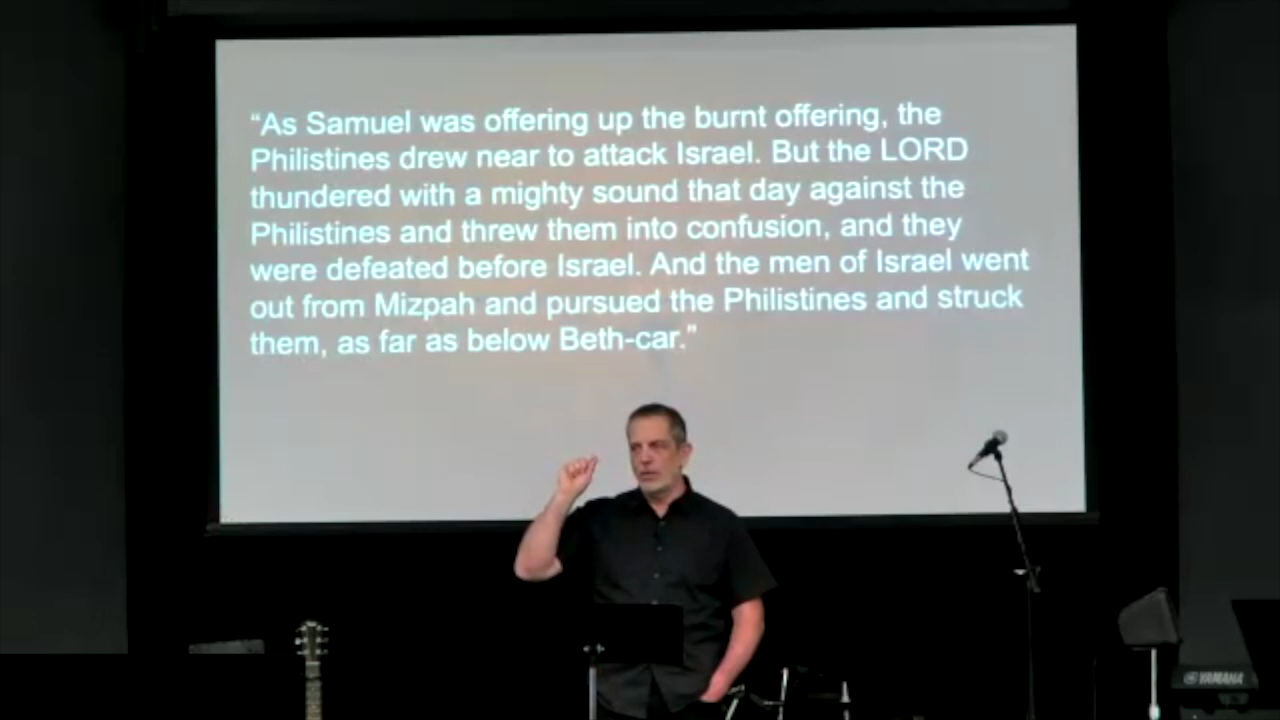 “As Samuel was offering up the burnt offering, the
Philistines drew near to attack Israel. But the LORD
thundered with a mighty sound that day against the
Philistines and threw them into confusion, and they
were defeated before Israel. And the men of Israel went
out from Mizpah and pursued the Philistines and struck
them, as far as below Beth-car.”
YAMAHA